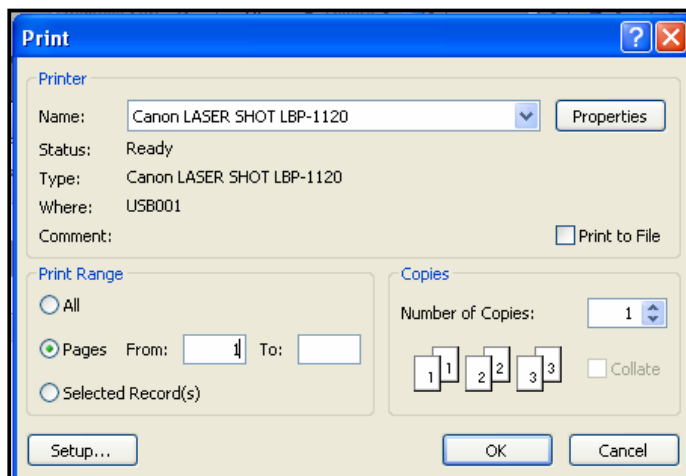 Print
Printer
Name: Canon LASER SHOT LBP-1120 Properties
Status: Ready
Type: Canon LASER SHOT LBP-1120
Where: USB001
Comment: Print to File
Print Range
All
Pages From: 1 To:
Selected Record(s)
Copies
Number of Copies: 1
1 1 2 2 3 3
Collate
Setup... OK Cancel